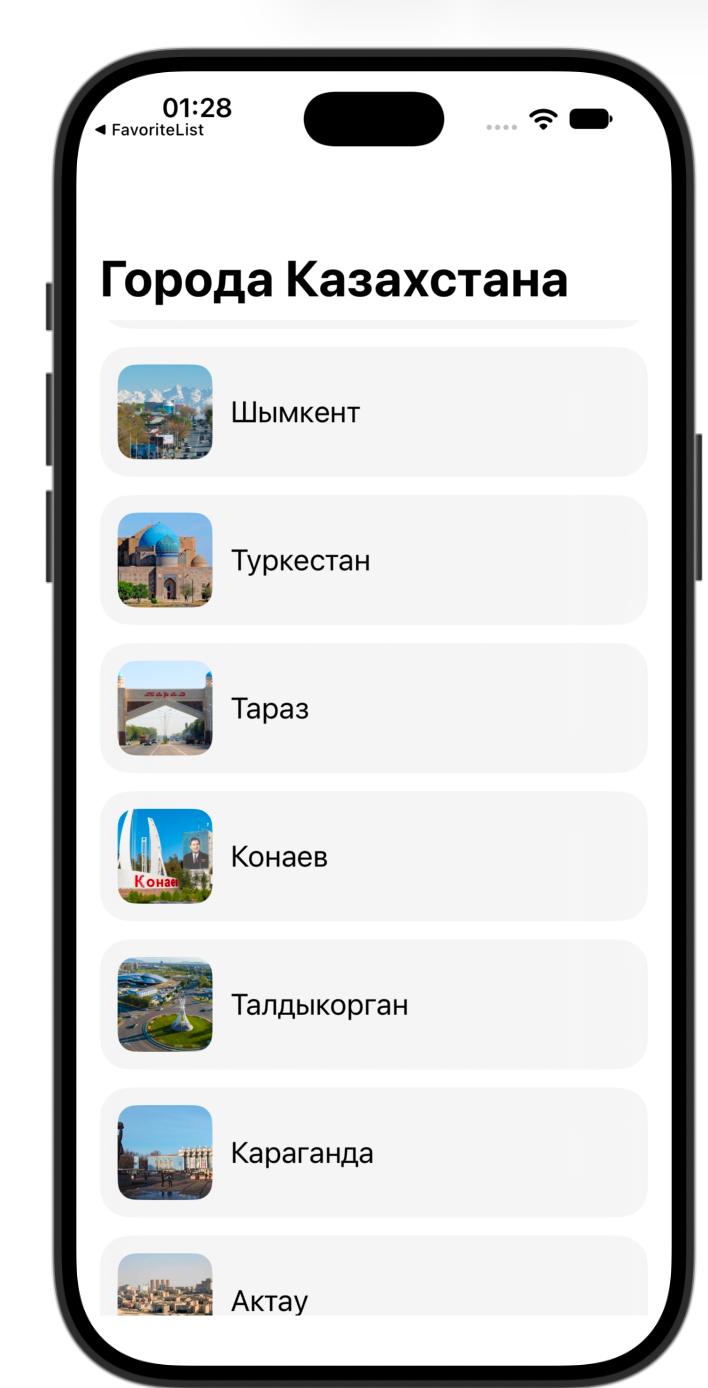 01:28
◀ FavoriteList
Города Казахстана
Шымкент
Туркестан
Тараз
Конаев
Талдыкорган
Караганда
Актау